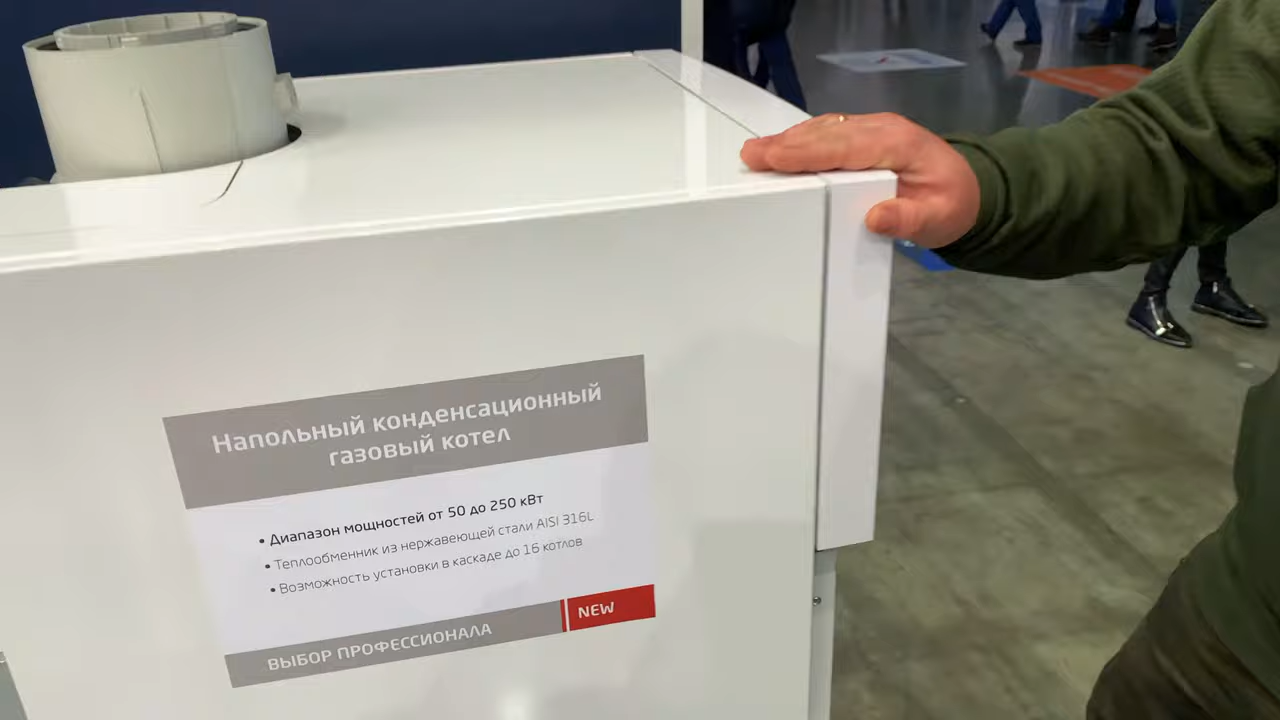 Напольный конденсационный
газовый котел
• Диапазон мощностей от 50 до 250 кВт
• Теплообменник из нержавеющей стали AISI 316L
• Возможность установки в каскаде до 16 котлов
ВЫБОР ПРОФЕССИОНАЛА
NEW